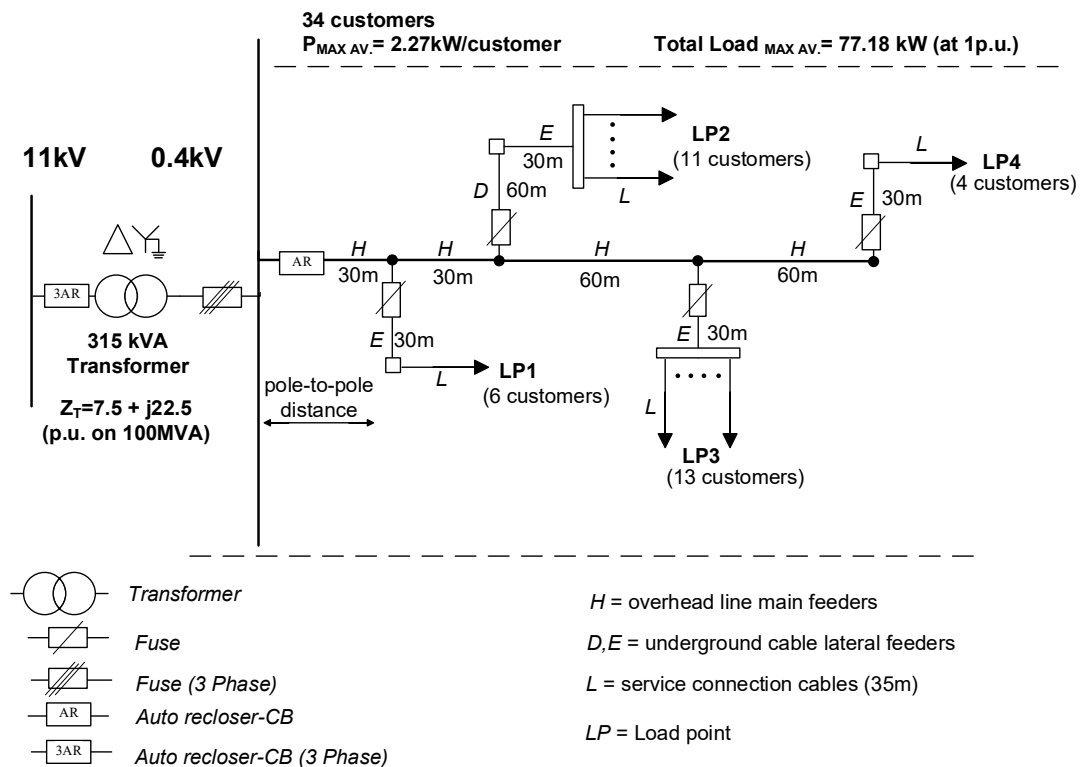 34 customers
P_MAX AV.= 2.27kW/customer
Total Load MAX AV.= 77.18 kW (at 1p.u.)
11kV
0.4kV
3AR
315 kVA
Transformer
Z_T=7.5 + j22.5
(p.u. on 100MVA)
AR
H
30m
H
30m
H
60m
H
60m
E
30m
L
LP1
(6 customers)
pole-to-pole
distance
D
60m
E
30m
L
LP2
(11 customers)
E
30m
L
LP3
(13 customers)
E
30m
L
LP4
(4 customers)
Transformer
Fuse
Fuse (3 Phase)
AR
Auto recloser-CB
3AR
Auto recloser-CB (3 Phase)
H = overhead line main feeders
D,E = underground cable lateral feeders
L = service connection cables (35m)
LP = Load point